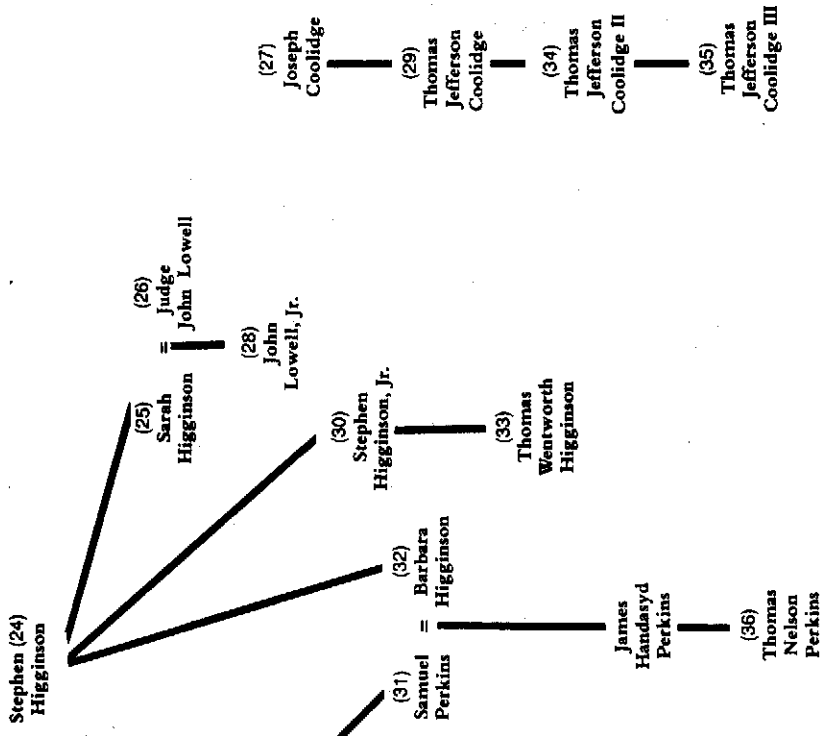 Stephen (24)
Higginson
(25)
Sarah
Higginson
=
(26)
Judge
John Lowell
(28)
John
Lowell, Jr.
(27)
Joseph
Coolidge
(29)
Thomas
Jefferson
Coolidge
(34)
Thomas
Jefferson
Coolidge II
(35)
Thomas
Jefferson
Coolidge III
(30)
Stephen
Higginson, Jr.
(33)
Thomas
Wentworth
Higginson
(31)
Samuel
Perkins
=
(32)
Barbara
Higginson
James
Handasyd
Perkins
(36)
Thomas
Nelson
Perkins